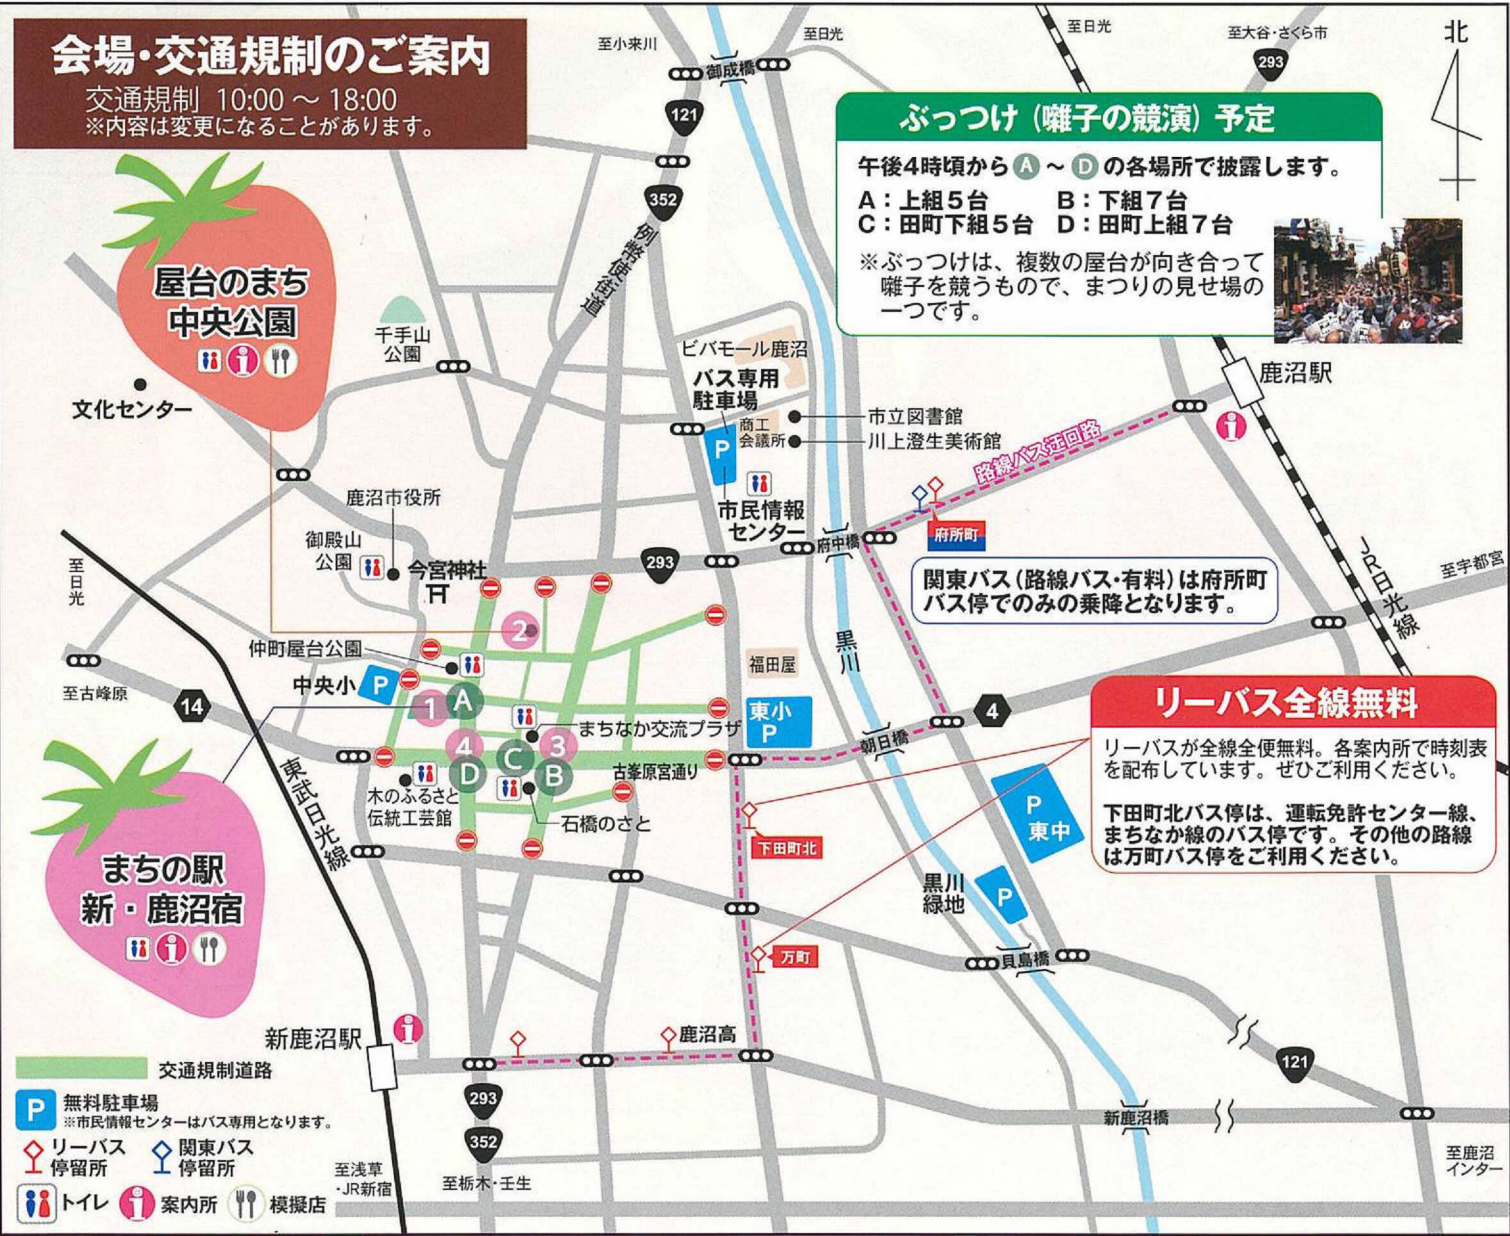 会場・交通規制のご案内
交通規制 10:00 ～ 18:00
※内容は変更になることがあります。
至小来川
御成橋
至日光
至日光
至大谷・さくら市
293
北
121
352
例幣使街道
ぶっつけ（囃子の競演）予定
午後4時頃から A ～ D の各場所で披露します。
A：上組5台 B：下組7台
C：田町下組5台 D：田町上組7台
※ぶっつけは、複数の屋台が向き合って
囃子を競うもので、まつりの見せ場の
一つです。
屋台のまち
中央公園
千手山
公園
文化センター
ビバモール鹿沼
バス専用
駐車場
商工
会議所
P
市立図書館
川上澄生美術館
市民情報
センター
鹿沼駅
路線バス迂回路
府所町
府中橋
鹿沼市役所
御殿山
公園
今宮神社
293
関東バス（路線バス・有料）は府所町
バス停でのみの乗降となります。
JR日光線
至宇都宮
至日光
黒川
2
仲町屋台公園
中央小
P
福田屋
至古峰原
14
1
A
東小
P
4
朝日橋
まちなか交流プラザ
4
C
3
D
B
古峯原宮通り
木のふるさと
伝統工芸館
石橋のさと
東武日光線
リーバス全線無料
リーバスが全線全便無料。各案内所で時刻表
を配布しています。ぜひご利用ください。
下田町北バス停は、運転免許センター線、
まちなか線のバス停です。その他の路線
は万町バス停をご利用ください。
P
東中
下田町北
黒川
緑地
P
まちの駅
新・鹿沼宿
万町
貝島橋
新鹿沼駅
鹿沼高
121
293
352
新鹿沼橋
至鹿沼
インター
至浅草
・JR新宿
至栃木・壬生
交通規制道路
P
無料駐車場
※市民情報センターはバス専用となります。
リーバス
停留所
関東バス
停留所
トイレ
案内所
模擬店